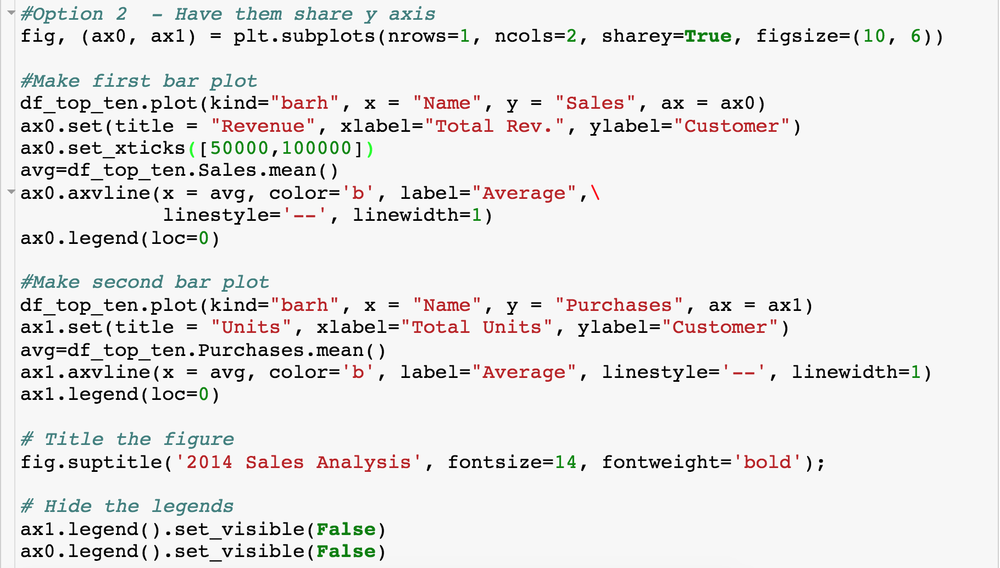 #Option 2  - Have them share y axis
fig, (ax0, ax1) = plt.subplots(nrows=1, ncols=2, sharey=True, figsize=(10, 6))
#Make first bar plot
df_top_ten.plot(kind="barh", x = "Name", y = "Sales", ax = ax0)
ax0.set(title = "Revenue", xlabel="Total Rev.", ylabel="Customer")
ax0.set_xticks([50000,100000])
avg=df_top_ten.Sales.mean()
ax0.axvline(x = avg, color='b', label="Average",\
            linestyle='--', linewidth=1)
ax0.legend(loc=0)
#Make second bar plot
df_top_ten.plot(kind="barh", x = "Name", y = "Purchases", ax = ax1)
ax1.set(title = "Units", xlabel="Total Units", ylabel="Customer")
avg=df_top_ten.Purchases.mean()
ax1.axvline(x = avg, color='b', label="Average", linestyle='--', linewidth=1)
ax1.legend(loc=0)
# Title the figure
fig.suptitle('2014 Sales Analysis', fontsize=14, fontweight='bold');
# Hide the legends
ax1.legend().set_visible(False)
ax0.legend().set_visible(False)